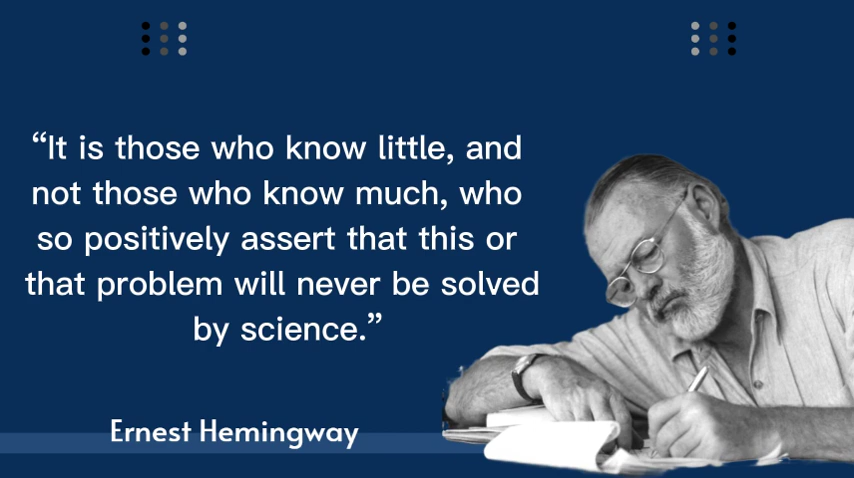 “It is those who know little, and
not those who know much, who
so positively assert that this or
that problem will never be solved
by science.”
Ernest Hemingway